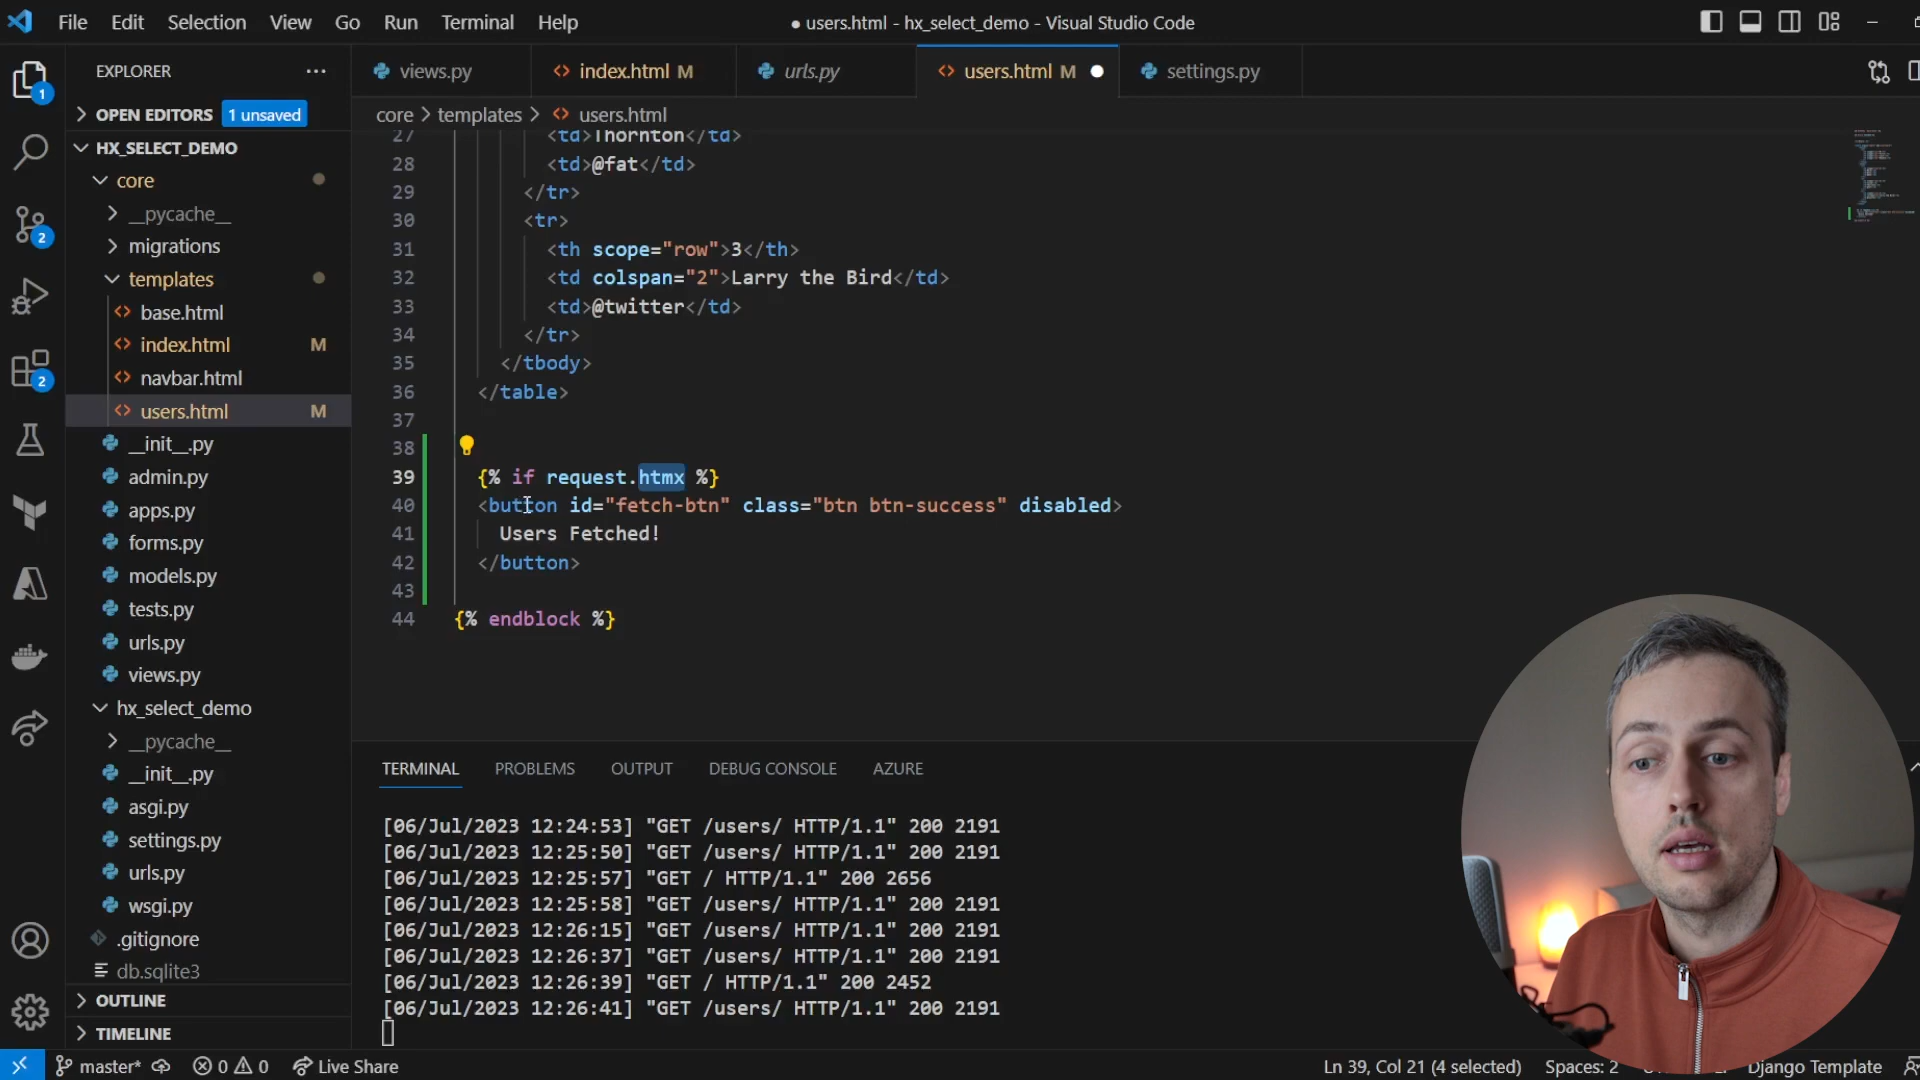 File Edit Selection View Go Run Terminal Help
● users.html - hx_select_demo - Visual Studio Code
EXPLORER
OPEN EDITORS 1 unsaved
HX_SELECT_DEMO
core
__pycache__
migrations
templates
base.html
index.html M
navbar.html
users.html M
__init__.py
admin.py
apps.py
forms.py
models.py
tests.py
urls.py
views.py
hx_select_demo
__pycache__
__init__.py
asgi.py
settings.py
urls.py
wsgi.py
.gitignore
db.sqlite3
OUTLINE
TIMELINE
1
2
2
views.py index.html M urls.py users.html M settings.py
core > templates > users.html
27 <td>Thornton</td>
28 <td>@fat</td>
29 </tr>
30 <tr>
31 <th scope="row">3</th>
32 <td colspan="2">Larry the Bird</td>
33 <td>@twitter</td>
34 </tr>
35 </tbody>
36 </table>
37
38
39 {% if request.htmx %}
40 <button id="fetch-btn" class="btn btn-success" disabled>
41 Users Fetched!
42 </button>
43
44 {% endblock %}
TERMINAL PROBLEMS OUTPUT DEBUG CONSOLE AZURE
[06/Jul/2023 12:24:53] "GET /users/ HTTP/1.1" 200 2191
[06/Jul/2023 12:25:50] "GET /users/ HTTP/1.1" 200 2191
[06/Jul/2023 12:25:57] "GET / HTTP/1.1" 200 2656
[06/Jul/2023 12:25:58] "GET /users/ HTTP/1.1" 200 2191
[06/Jul/2023 12:26:15] "GET /users/ HTTP/1.1" 200 2191
[06/Jul/2023 12:26:37] "GET /users/ HTTP/1.1" 200 2191
[06/Jul/2023 12:26:39] "GET / HTTP/1.1" 200 2452
[06/Jul/2023 12:26:41] "GET /users/ HTTP/1.1" 200 2191
master* 0 0 Live Share Ln 39, Col 21 (4 selected) Spaces: 2 Django Template